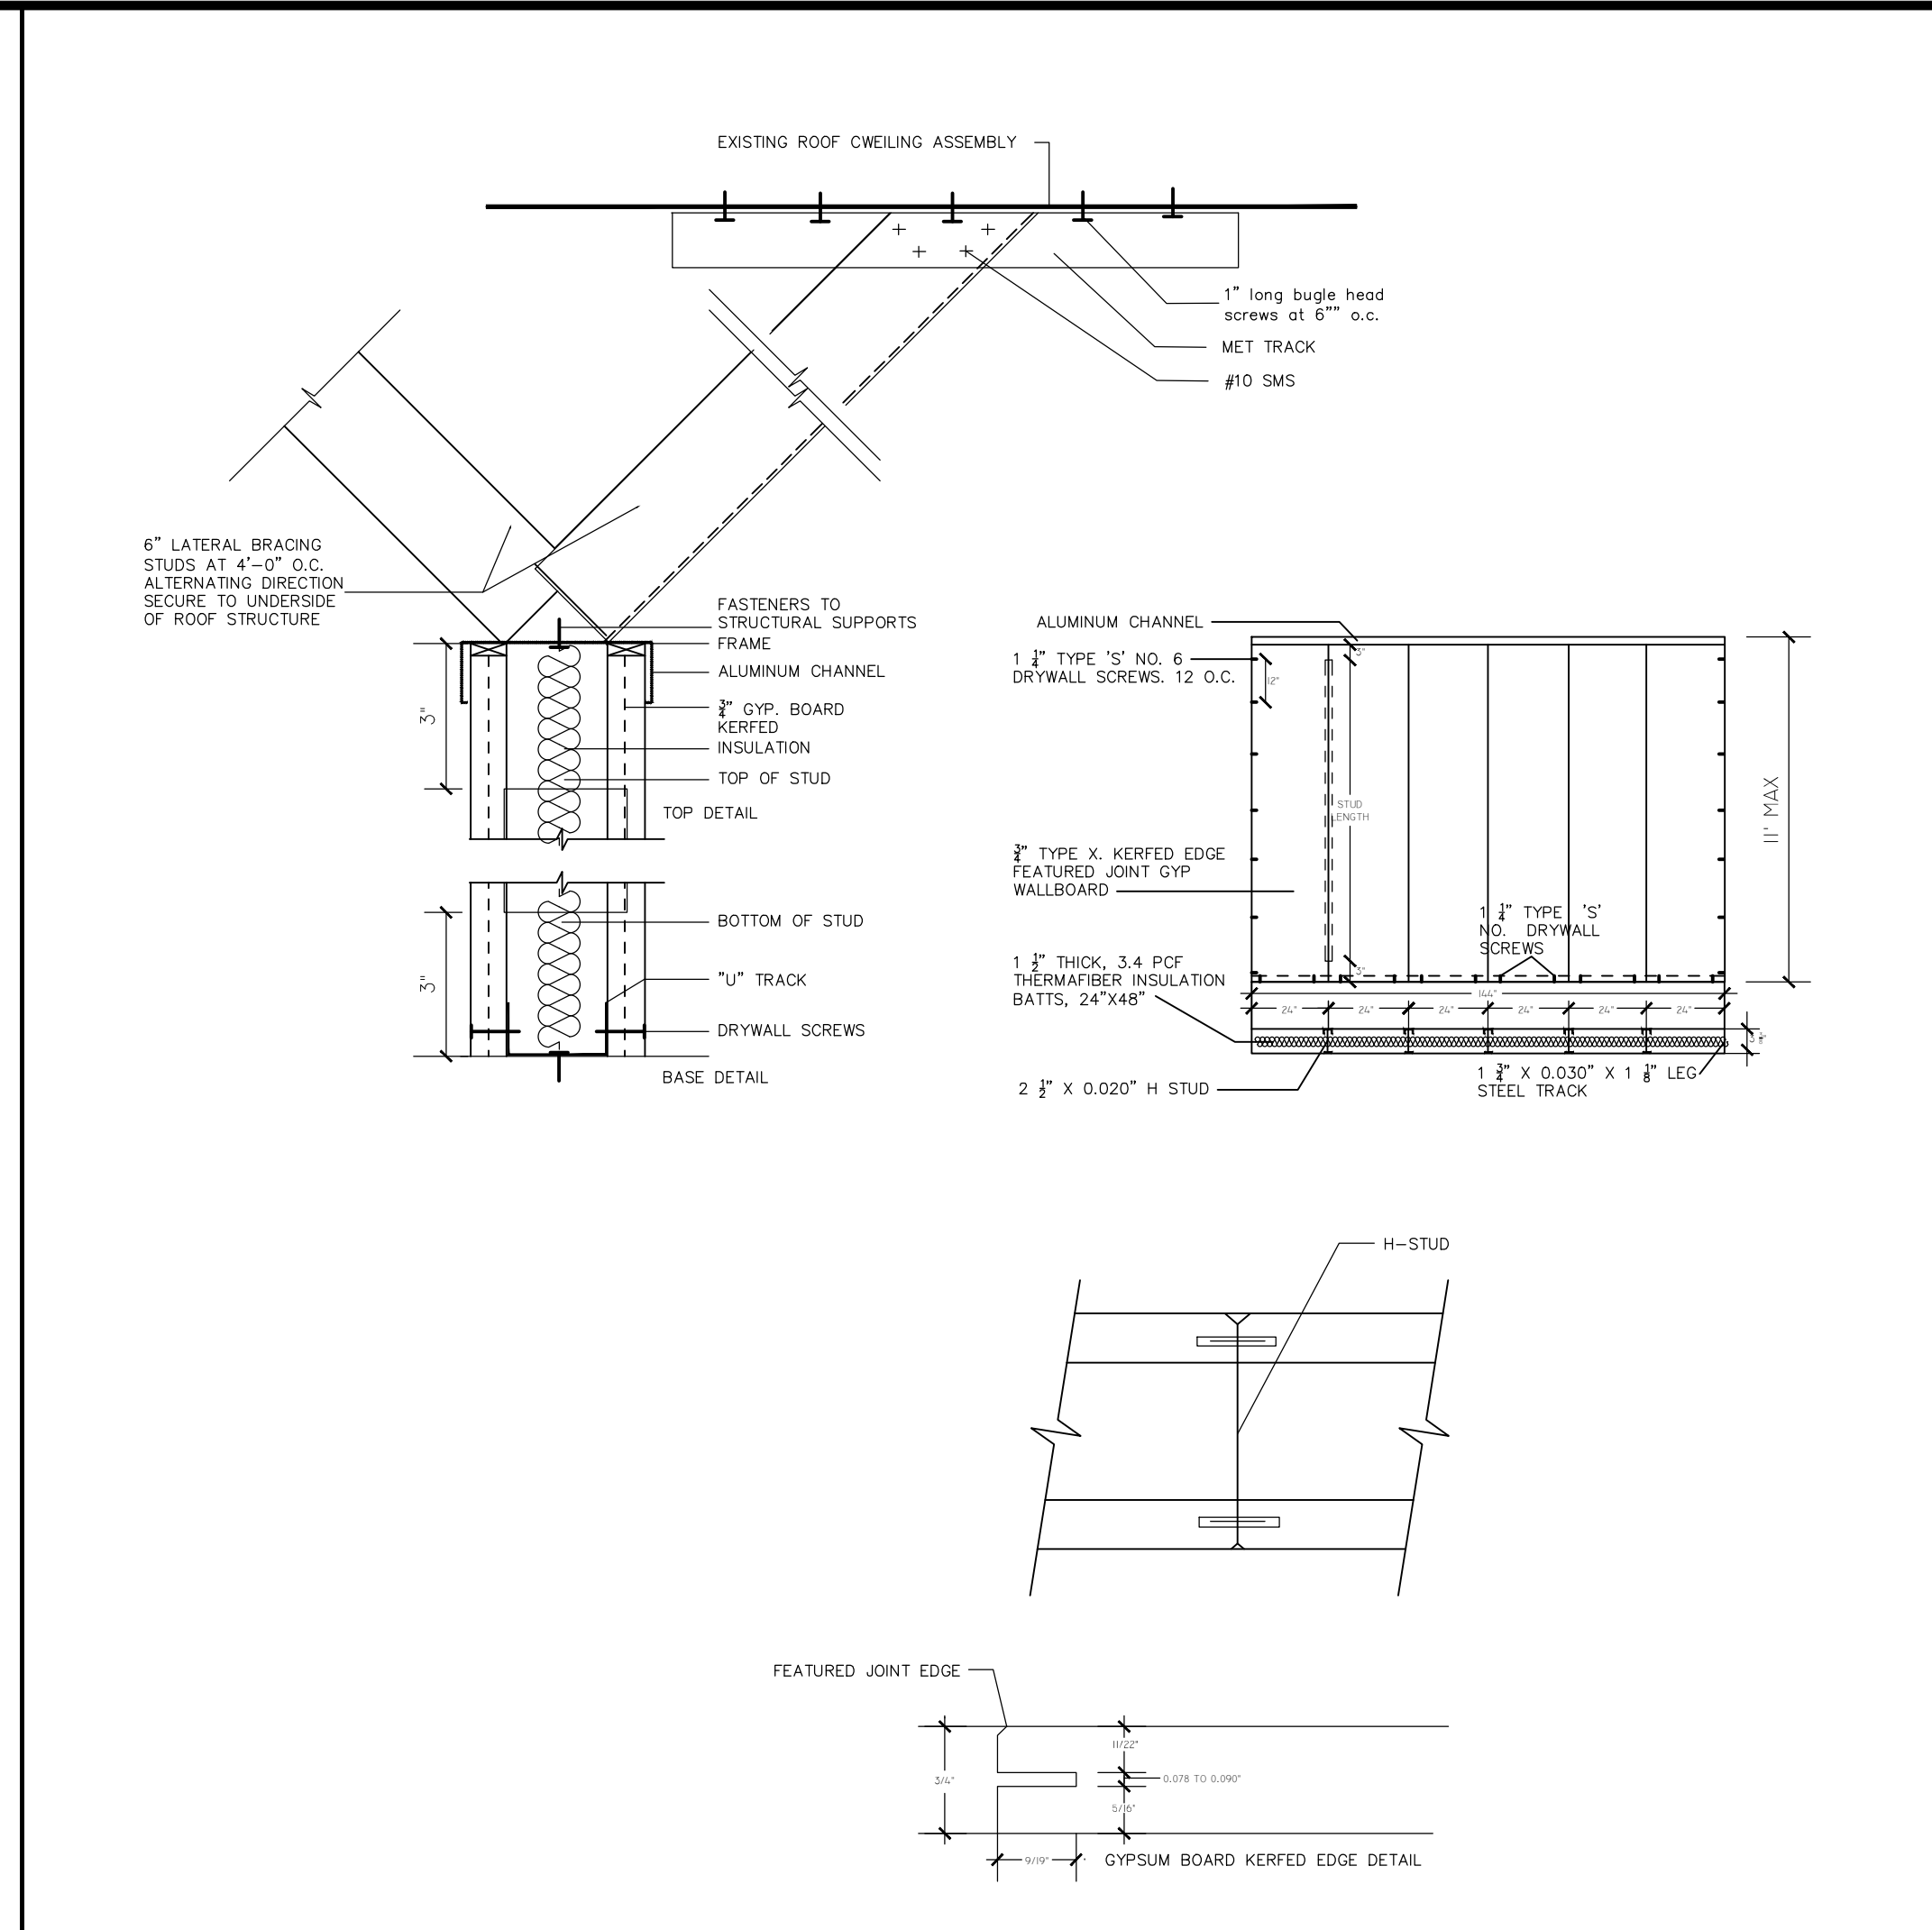 EXISTING ROOF CWEILING ASSEMBLY
1” long bugle head
screws at 6”” o.c.
MET TRACK
#10 SMS
6” LATERAL BRACING
STUDS AT 4’–0” O.C.
ALTERNATING DIRECTION
SECURE TO UNDERSIDE
OF ROOF STRUCTURE
FASTENERS TO
STRUCTURAL SUPPORTS
FRAME
ALUMINUM CHANNEL
3/4” GYP. BOARD
KERFED
INSULATION
TOP OF STUD
TOP DETAIL
3"
BOTTOM OF STUD
"U" TRACK
DRYWALL SCREWS
BASE DETAIL
3"
ALUMINUM CHANNEL
1 1/4” TYPE 'S' NO. 6
DRYWALL SCREWS. 12 O.C.
3"
12"
STUD
LENGTH
11' MAX
3/4” TYPE X. KERFED EDGE
FEATURED JOINT GYP
WALLBOARD
1 1/4” TYPE 'S'
NO. DRYWALL
SCREWS
1 1/2” THICK, 3.4 PCF
THERMAFIBER INSULATION
BATTS, 24”X48”
3"
144"
24" 24" 24" 24" 24" 24"
2 1/2” X 0.020” H STUD
1 3/4” X 0.030” X 1 1/8” LEG
STEEL TRACK
H–STUD
FEATURED JOINT EDGE
11/22"
3/4"
0.078 TO 0.090"
5/16"
9/19"
GYPSUM BOARD KERFED EDGE DETAIL